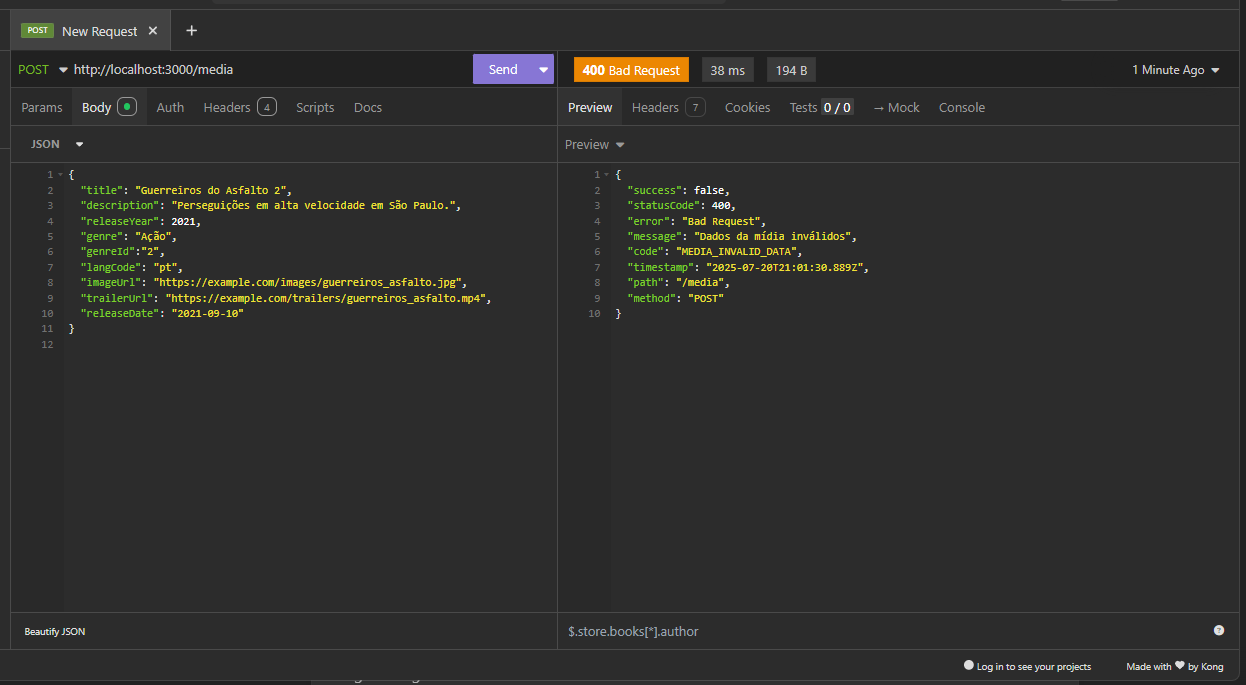 POST New Request ✕ +
POST http://localhost:3000/media Send 400 Bad Request 38 ms 194 B 1 Minute Ago
Params Body Auth Headers 4 Scripts Docs
Preview Headers 7 Cookies Tests 0 / 0 → Mock Console
JSON
Preview
1 {
2 "title": "Guerreiros do Asfalto 2",
3 "description": "Perseguições em alta velocidade em São Paulo.",
4 "releaseYear": 2021,
5 "genre": "Ação",
6 "genreId":"2",
7 "langCode": "pt",
8 "imageUrl": "https://example.com/images/guerreiros_asfalto.jpg",
9 "trailerUrl": "https://example.com/trailers/guerreiros_asfalto.mp4",
10 "releaseDate": "2021-09-10"
11 }
12
1 {
2 "success": false,
3 "statusCode": 400,
4 "error": "Bad Request",
5 "message": "Dados da mídia inválidos",
6 "code": "MEDIA_INVALID_DATA",
7 "timestamp": "2025-07-20T21:01:30.889Z",
8 "path": "/media",
9 "method": "POST"
10 }
Beautify JSON
$.store.books[*].author
Log in to see your projects Made with ♥ by Kong